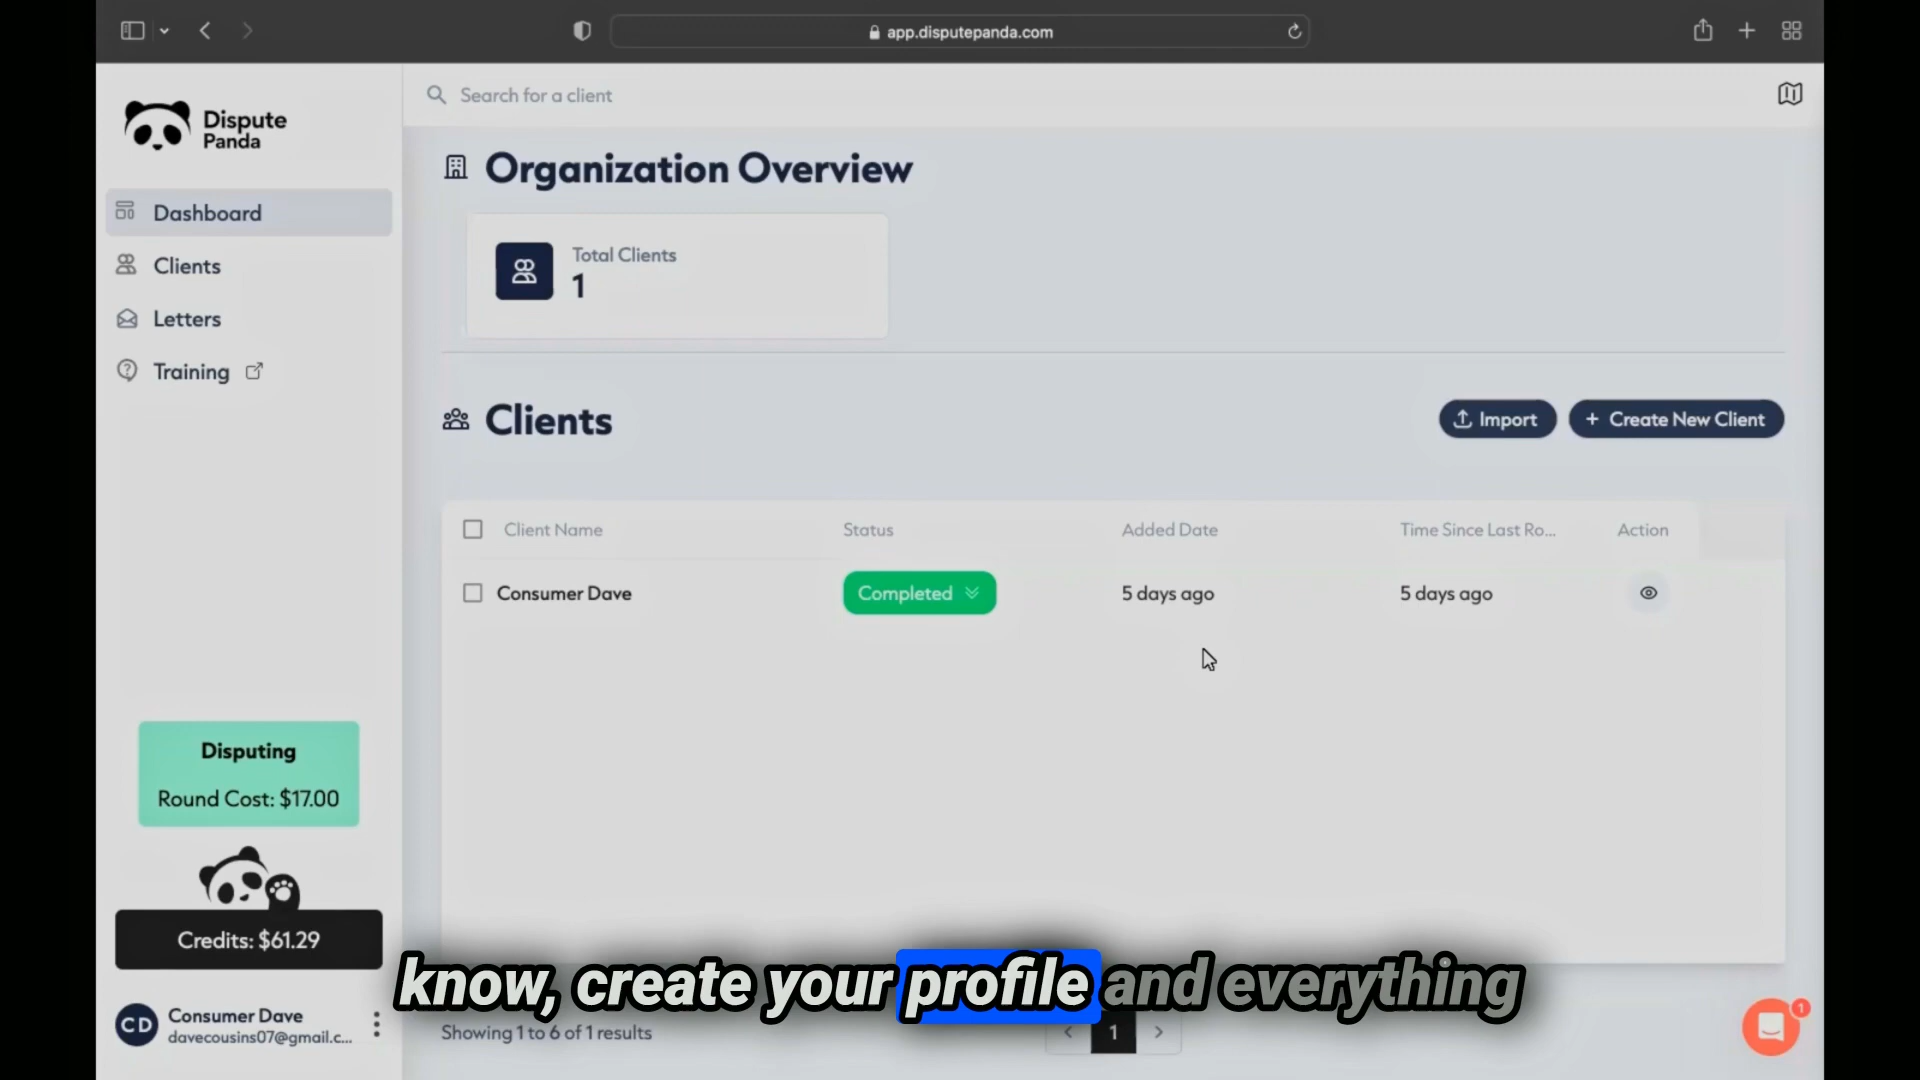 app.disputepanda.com
Dispute
Panda
Search for a client
Dashboard
Clients
Letters
Training
Organization Overview
Total Clients
1
Clients
Import
+ Create New Client
Client Name
Status
Added Date
Time Since Last Ro...
Action
Consumer Dave
Completed
5 days ago
5 days ago
Disputing
Round Cost: $17.00
Credits: $61.29
know, create your profile and everything
CD
Consumer Dave
davecousins07@gmail.c...
Showing 1 to 6 of 1 results
< 1 >
1